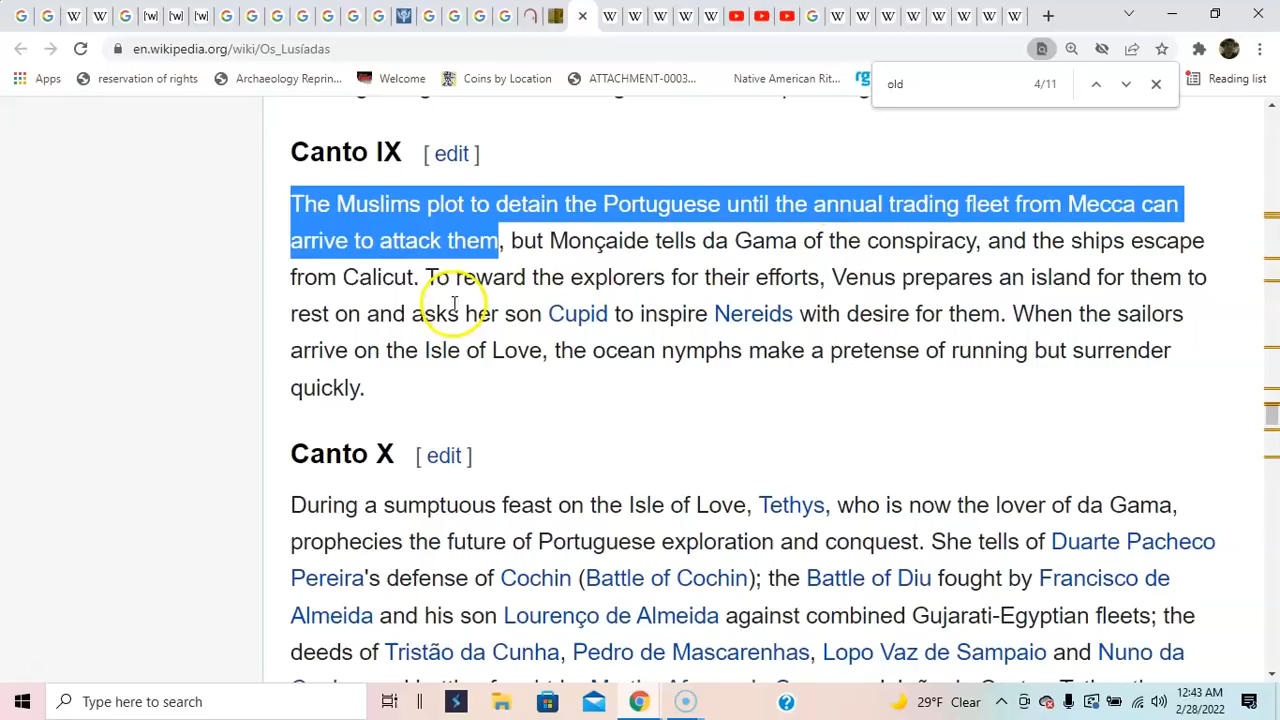 en.wikipedia.org/wiki/Os_Lusíadas
Apps
reservation of rights
Archaeology Reprin...
Welcome
Coins by Location
ATTACHMENT-0003...
Native American Rit...
Reading list
old
4/11
Canto IX [ edit ]
The Muslims plot to detain the Portuguese until the annual trading fleet from Mecca can
arrive to attack them, but Monçaide tells da Gama of the conspiracy, and the ships escape
from Calicut. To reward the explorers for their efforts, Venus prepares an island for them to
rest on and asks her son Cupid to inspire Nereids with desire for them. When the sailors
arrive on the Isle of Love, the ocean nymphs make a pretense of running but surrender
quickly.
Canto X [ edit ]
During a sumptuous feast on the Isle of Love, Tethys, who is now the lover of da Gama,
prophecies the future of Portuguese exploration and conquest. She tells of Duarte Pacheco
Pereira's defense of Cochin (Battle of Cochin); the Battle of Diu fought by Francisco de
Almeida and his son Lourenço de Almeida against combined Gujarati-Egyptian fleets; the
deeds of Tristão da Cunha, Pedro de Mascarenhas, Lopo Vaz de Sampaio and Nuno da
Type here to search
29°F Clear
12:43 AM
2/28/2022